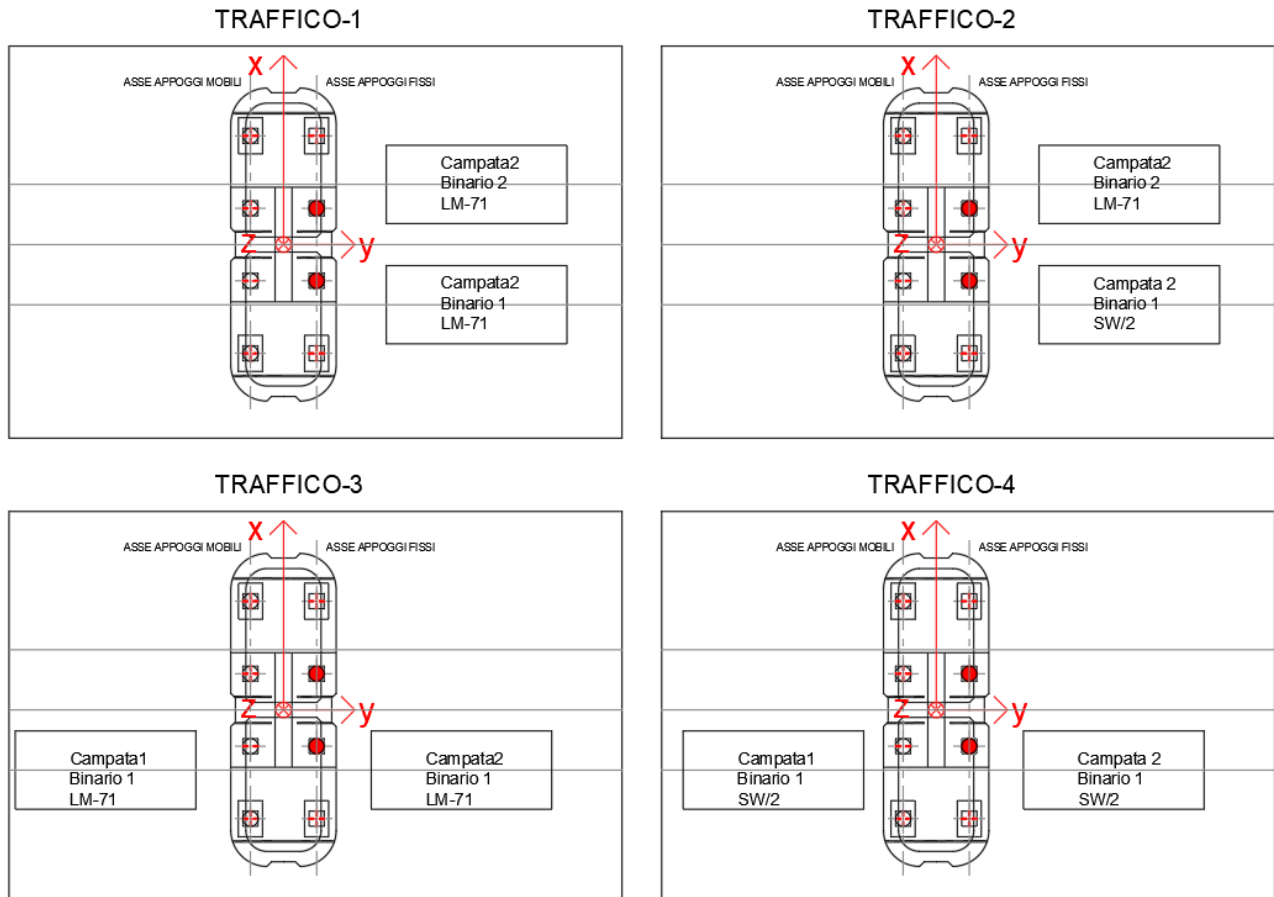 TRAFFICO-1
TRAFFICO-2
ASSE APPOGGI MOBILI
x
ASSE APPOGGI FISSI
Campata2
Binario 2
LM-71
z
y
Campata2
Binario 1
LM-71
ASSE APPOGGI MOBILI
x
ASSE APPOGGI FISSI
Campata2
Binario 2
LM-71
z
y
Campata 2
Binario 1
SW/2
TRAFFICO-3
TRAFFICO-4
ASSE APPOGGI MOBILI
x
ASSE APPOGGI FISSI
z
y
Campata1
Binario 1
LM-71
Campata2
Binario 1
LM-71
ASSE APPOGGI MOBILI
x
ASSE APPOGGI FISSI
z
y
Campata1
Binario 1
SW/2
Campata 2
Binario 1
SW/2